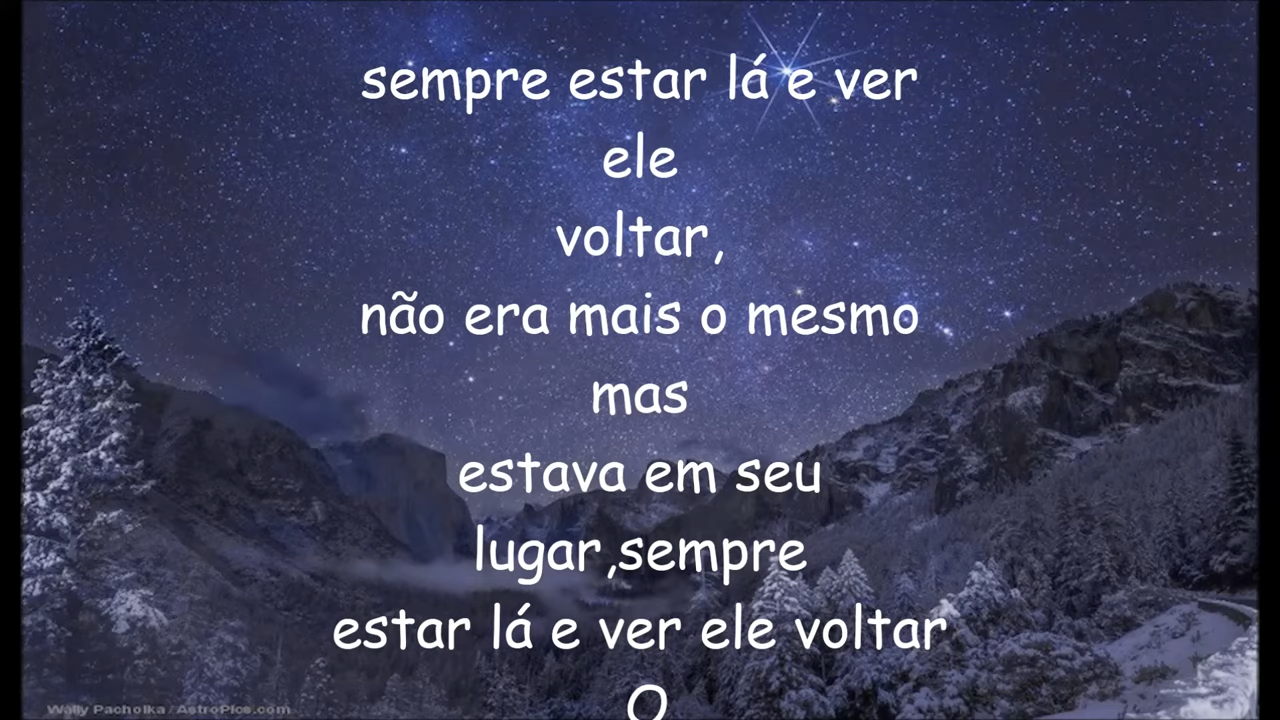 sempre estar lá e ver
ele
voltar,
não era mais o mesmo
mas
estava em seu
lugar,sempre
estar lá e ver ele voltar
O
Wally Pacholka / AstroPics.com